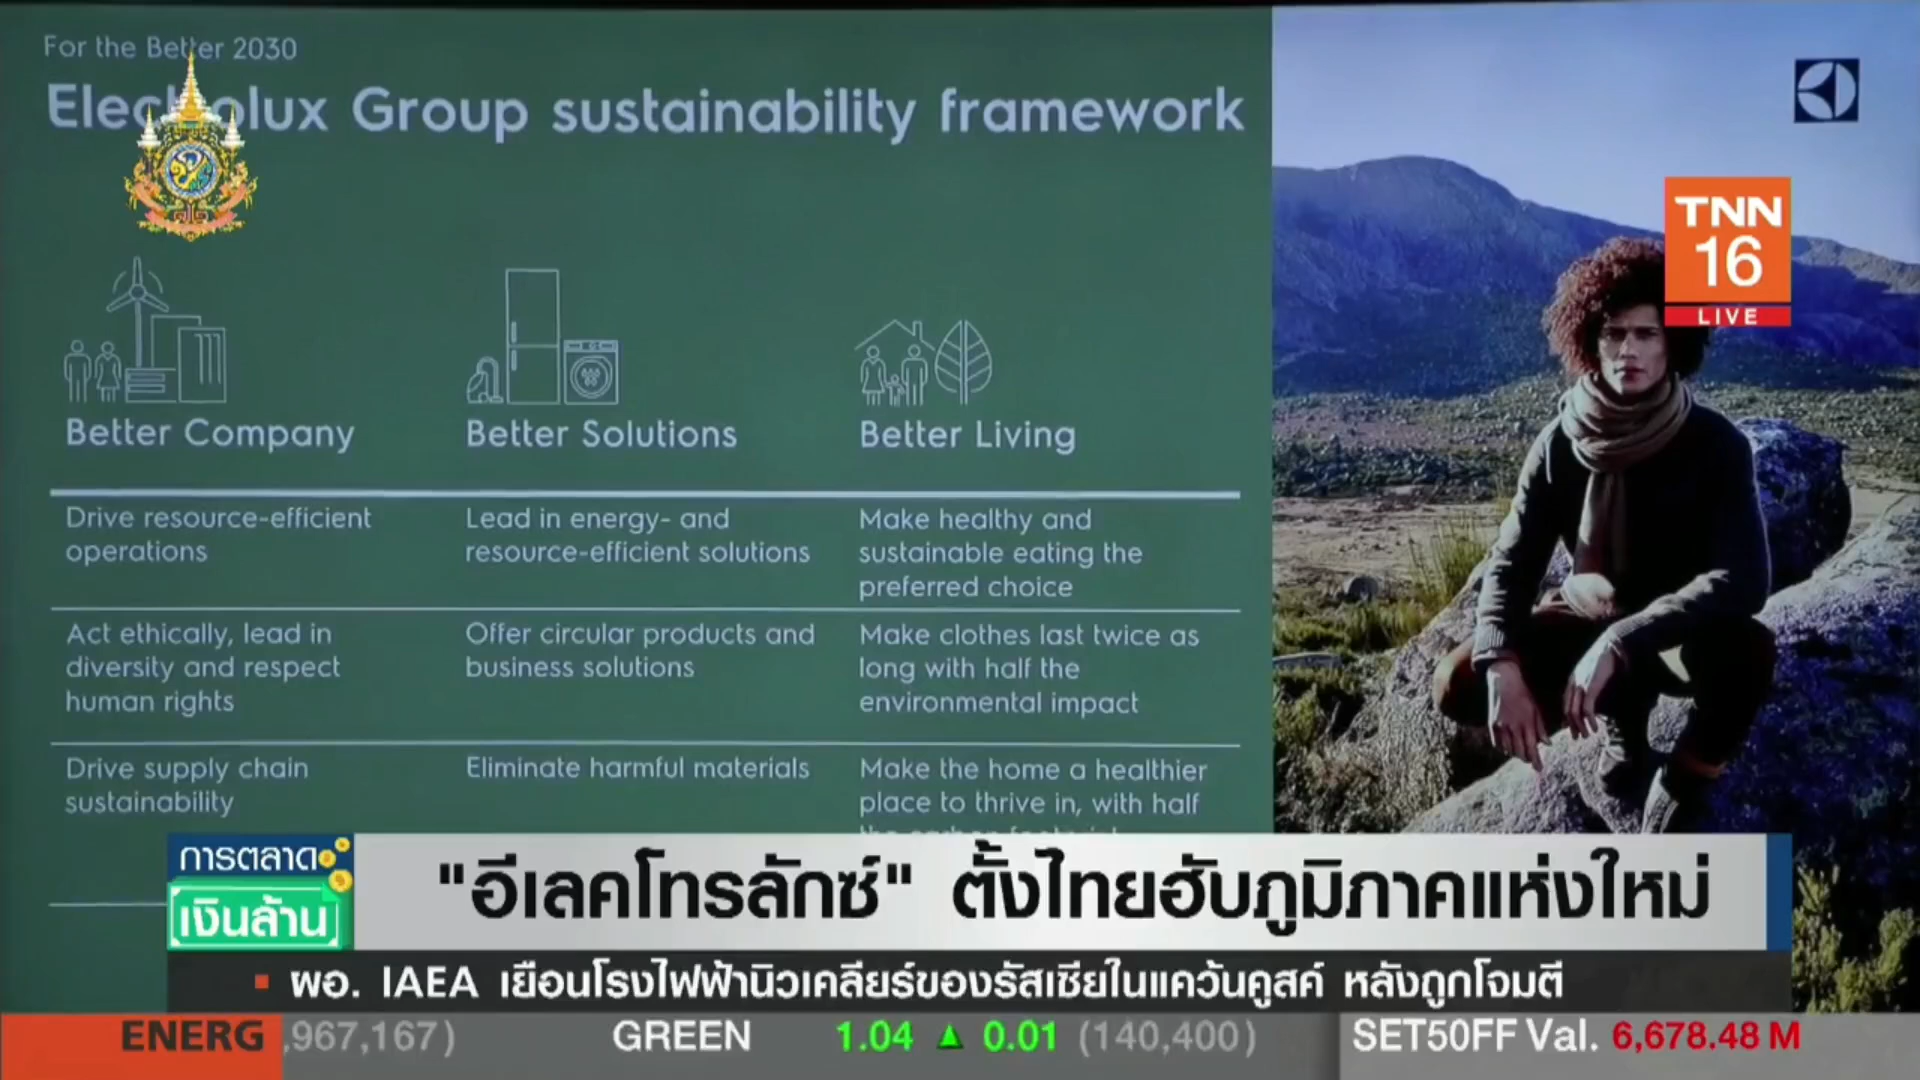 For the Better 2030
Electrolux Group sustainability framework
TNN
16
LIVE
Better Company
Better Solutions
Better Living
Drive resource-efficient
operations
Lead in energy- and
resource-efficient solutions
Make healthy and
sustainable eating the
preferred choice
Act ethically, lead in
diversity and respect
human rights
Offer circular products and
business solutions
Make clothes last twice as
long with half the
environmental impact
Drive supply chain
sustainability
Eliminate harmful materials
Make the home a healthier
place to thrive in, with half
การตลาด
เงินล้าน
"อีเลคโทรลักซ์" ตั้งไทยฮับภูมิภาคแห่งใหม่
ผอ. IAEA เยือนโรงไฟฟ้านิวเคลียร์ของรัสเซียในแคว้นคูสค์ หลังถูกโจมตี
ENERG ,967,167) GREEN 1.04 ▲ 0.01 (140,400) SET50FF Val. 6,678.48 M